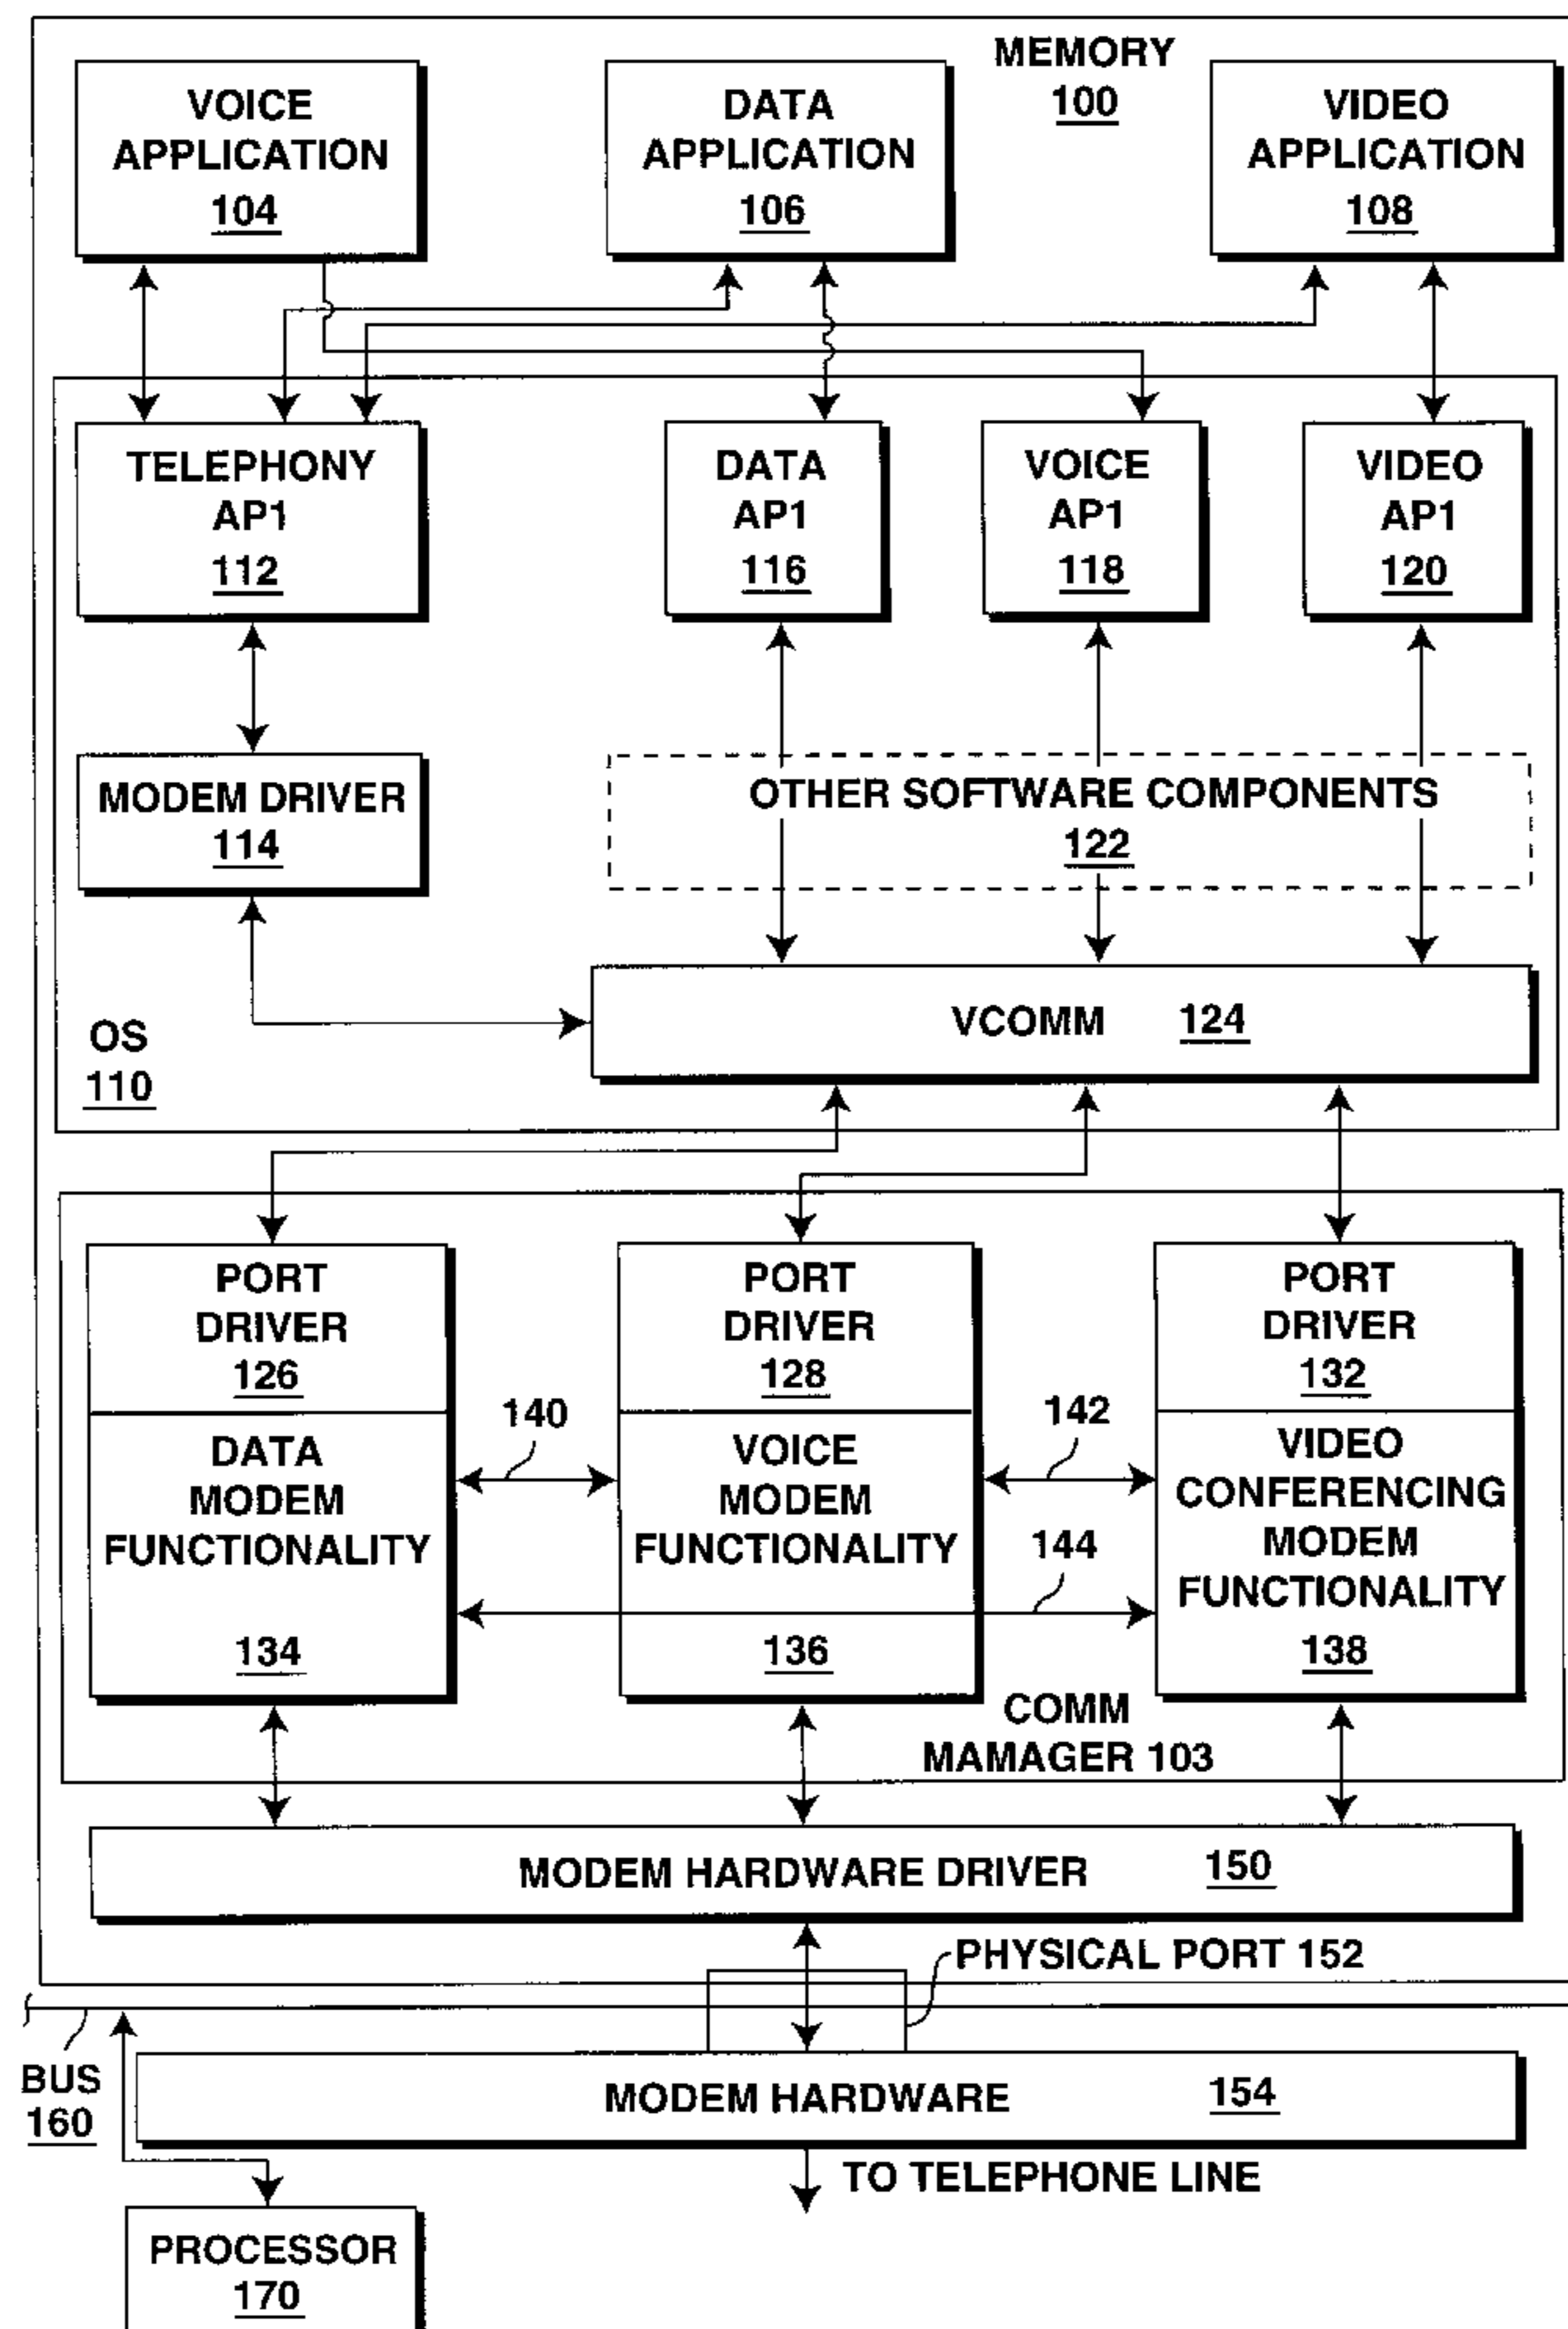 MEMORY
100
VOICE
APPLICATION
104
DATA
APPLICATION
106
VIDEO
APPLICATION
108
TELEPHONY
AP1
112
DATA
AP1
116
VOICE
AP1
118
VIDEO
AP1
120
MODEM DRIVER
114
OTHER SOFTWARE COMPONENTS
122
VCOMM 124
OS
110
PORT
DRIVER
126
DATA
MODEM
FUNCTIONALITY
134
140
PORT
DRIVER
128
VOICE
MODEM
FUNCTIONALITY
136
142
144
PORT
DRIVER
132
VIDEO
CONFERENCING
MODEM
FUNCTIONALITY
138
COMM
MAMAGER 103
MODEM HARDWARE DRIVER 150
PHYSICAL PORT 152
BUS
160
MODEM HARDWARE 154
TO TELEPHONE LINE
PROCESSOR
170